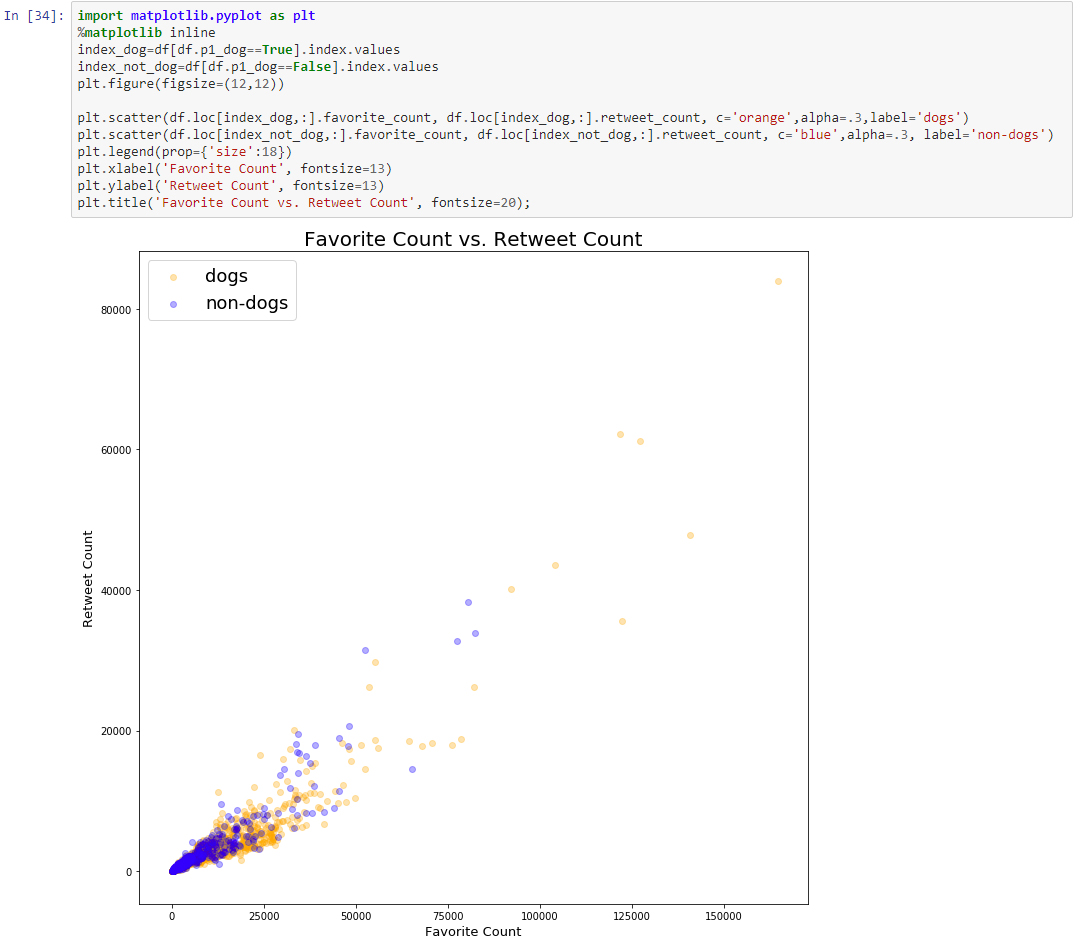 In [34]:
import matplotlib.pyplot as plt
%matplotlib inline
index_dog=df[df.p1_dog==True].index.values
index_not_dog=df[df.p1_dog==False].index.values
plt.figure(figsize=(12,12))
plt.scatter(df.loc[index_dog,:].favorite_count, df.loc[index_dog,:].retweet_count, c='orange',alpha=.3,label='dogs')
plt.scatter(df.loc[index_not_dog,:].favorite_count, df.loc[index_not_dog,:].retweet_count, c='blue',alpha=.3, label='non-dogs')
plt.legend(prop={'size':18})
plt.xlabel('Favorite Count', fontsize=13)
plt.ylabel('Retweet Count', fontsize=13)
plt.title('Favorite Count vs. Retweet Count', fontsize=20);
Favorite Count vs. Retweet Count
dogs
non-dogs
80000
60000
40000
20000
0
Retweet Count
0 25000 50000 75000 100000 125000 150000
Favorite Count